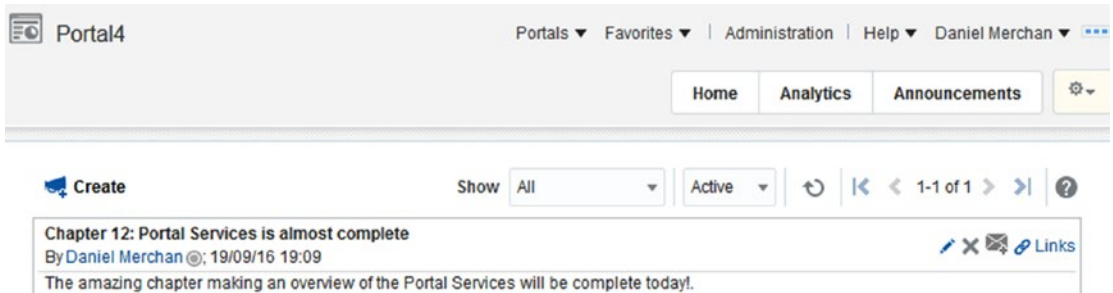 Portal4
Portals Favorites | Administration | Help Daniel Merchan
Home Analytics Announcements
Create Show All Active 1-1 of 1
Chapter 12: Portal Services is almost complete
By Daniel Merchan ; 19/09/16 19:09
Links
The amazing chapter making an overview of the Portal Services will be complete today!.